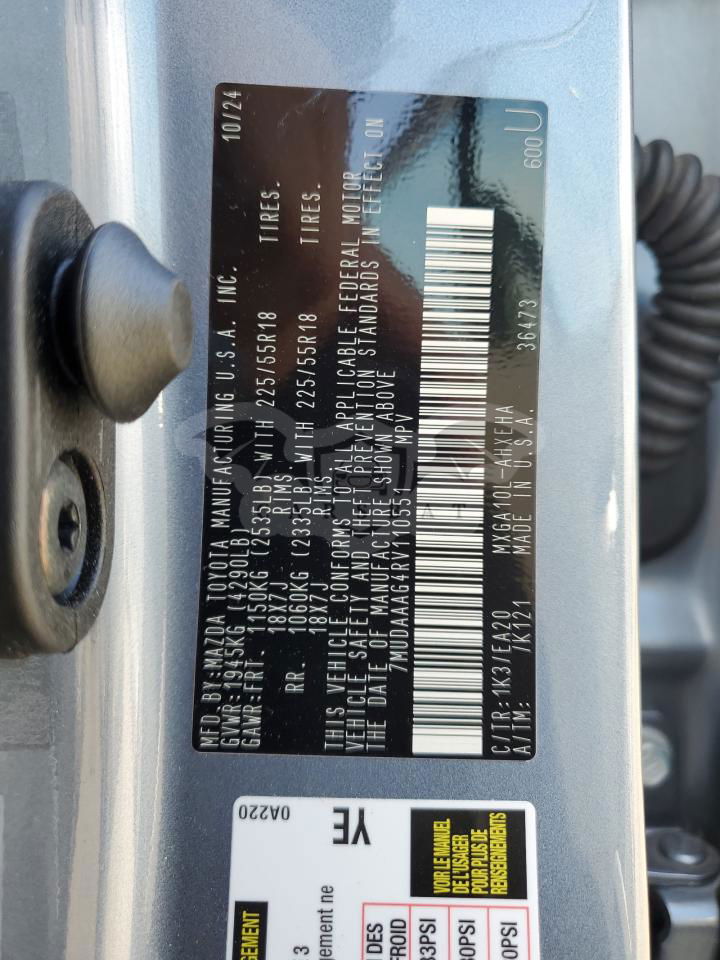 MFD. BY:MAZDA TOYOTA MANUFACTURING U.S.A. INC. 10/24
GVWR:1945KG (4290LB)
GAWR:FRT. 1150KG (2535LB) WITH 225/55R18 TIRES.
18X7J RIMS
RR. 1060KG (2335LB) WITH 225/55R18 TIRES.
18X7J RIMS
THIS VEHICLE CONFORMS TO ALL APPLICABLE FEDERAL MOTOR
VEHICLE SAFETY AND THEFT PREVENTION STANDARDS IN EFFECT ON
THE DATE OF MANUFACTURE SHOWN ABOVE
7MUDAAAG4RV110551 MPV
C/TR:1K3/EA20 MXGA10L-AHXEHA 600 U
A/TM: /K121 MADE IN U.S.A. 36473
0A220
YE
VOIR LE MANUEL
DE L'USAGER
POUR PLUS DE
RENSEIGNEMENTS
3
DES
FROID